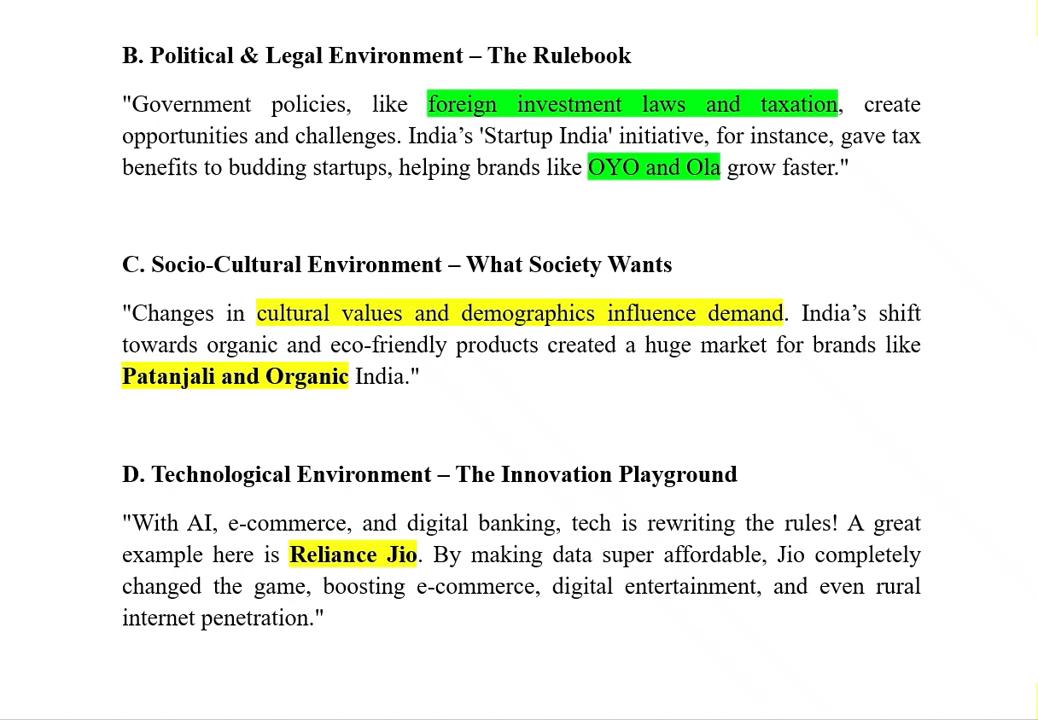 B. Political & Legal Environment – The Rulebook
"Government policies, like foreign investment laws and taxation, create
opportunities and challenges. India’s 'Startup India' initiative, for instance, gave tax
benefits to budding startups, helping brands like OYO and Ola grow faster."
C. Socio-Cultural Environment – What Society Wants
"Changes in cultural values and demographics influence demand. India’s shift
towards organic and eco-friendly products created a huge market for brands like
Patanjali and Organic India."
D. Technological Environment – The Innovation Playground
"With AI, e-commerce, and digital banking, tech is rewriting the rules! A great
example here is Reliance Jio. By making data super affordable, Jio completely
changed the game, boosting e-commerce, digital entertainment, and even rural
internet penetration."